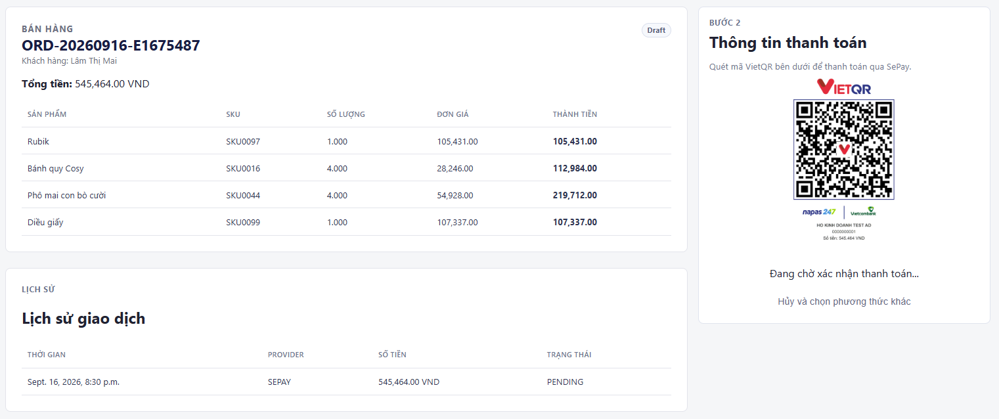 BÁN HÀNG
Draft
ORD-20260916-E1675487
Khách hàng: Lâm Thị Mai
Tổng tiền: 545,464.00 VND
SẢN PHẨM SKU SỐ LƯỢNG ĐƠN GIÁ THÀNH TIỀN
Rubik SKU0097 1.000 105,431.00 105,431.00
Bánh quy Cosy SKU0016 4.000 28,246.00 112,984.00
Phô mai con bò cười SKU0044 4.000 54,928.00 219,712.00
Diều giấy SKU0099 1.000 107,337.00 107,337.00
LỊCH SỬ
Lịch sử giao dịch
THỜI GIAN PROVIDER SỐ TIỀN TRẠNG THÁI
Sept. 16, 2026, 8:30 p.m. SEPAY 545,464.00 VND PENDING
BƯỚC 2
Thông tin thanh toán
Quét mã VietQR bên dưới để thanh toán qua SePay.
VIETQR
napas 247 Vietcombank
HO KINH DOANH TEST AD
0000000001
Số tiền: 545.464 VND
Đang chờ xác nhận thanh toán...
Hủy và chọn phương thức khác